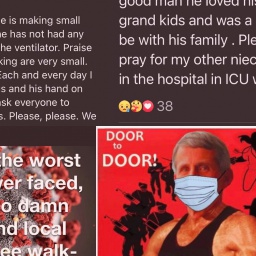 e is making small
he has not had any
he ventilator. Praise
king are very small.
Each and every day I
s and his hand on
ask everyone to
s. Please, please. We
good man he loved his
grand kids and was a
be with his family . Ple
pray for my other niec
in the hospital in ICU w
38
the worst
ver faced,
o damn
nd local
ee walk-
DOOR
to
DOOR!